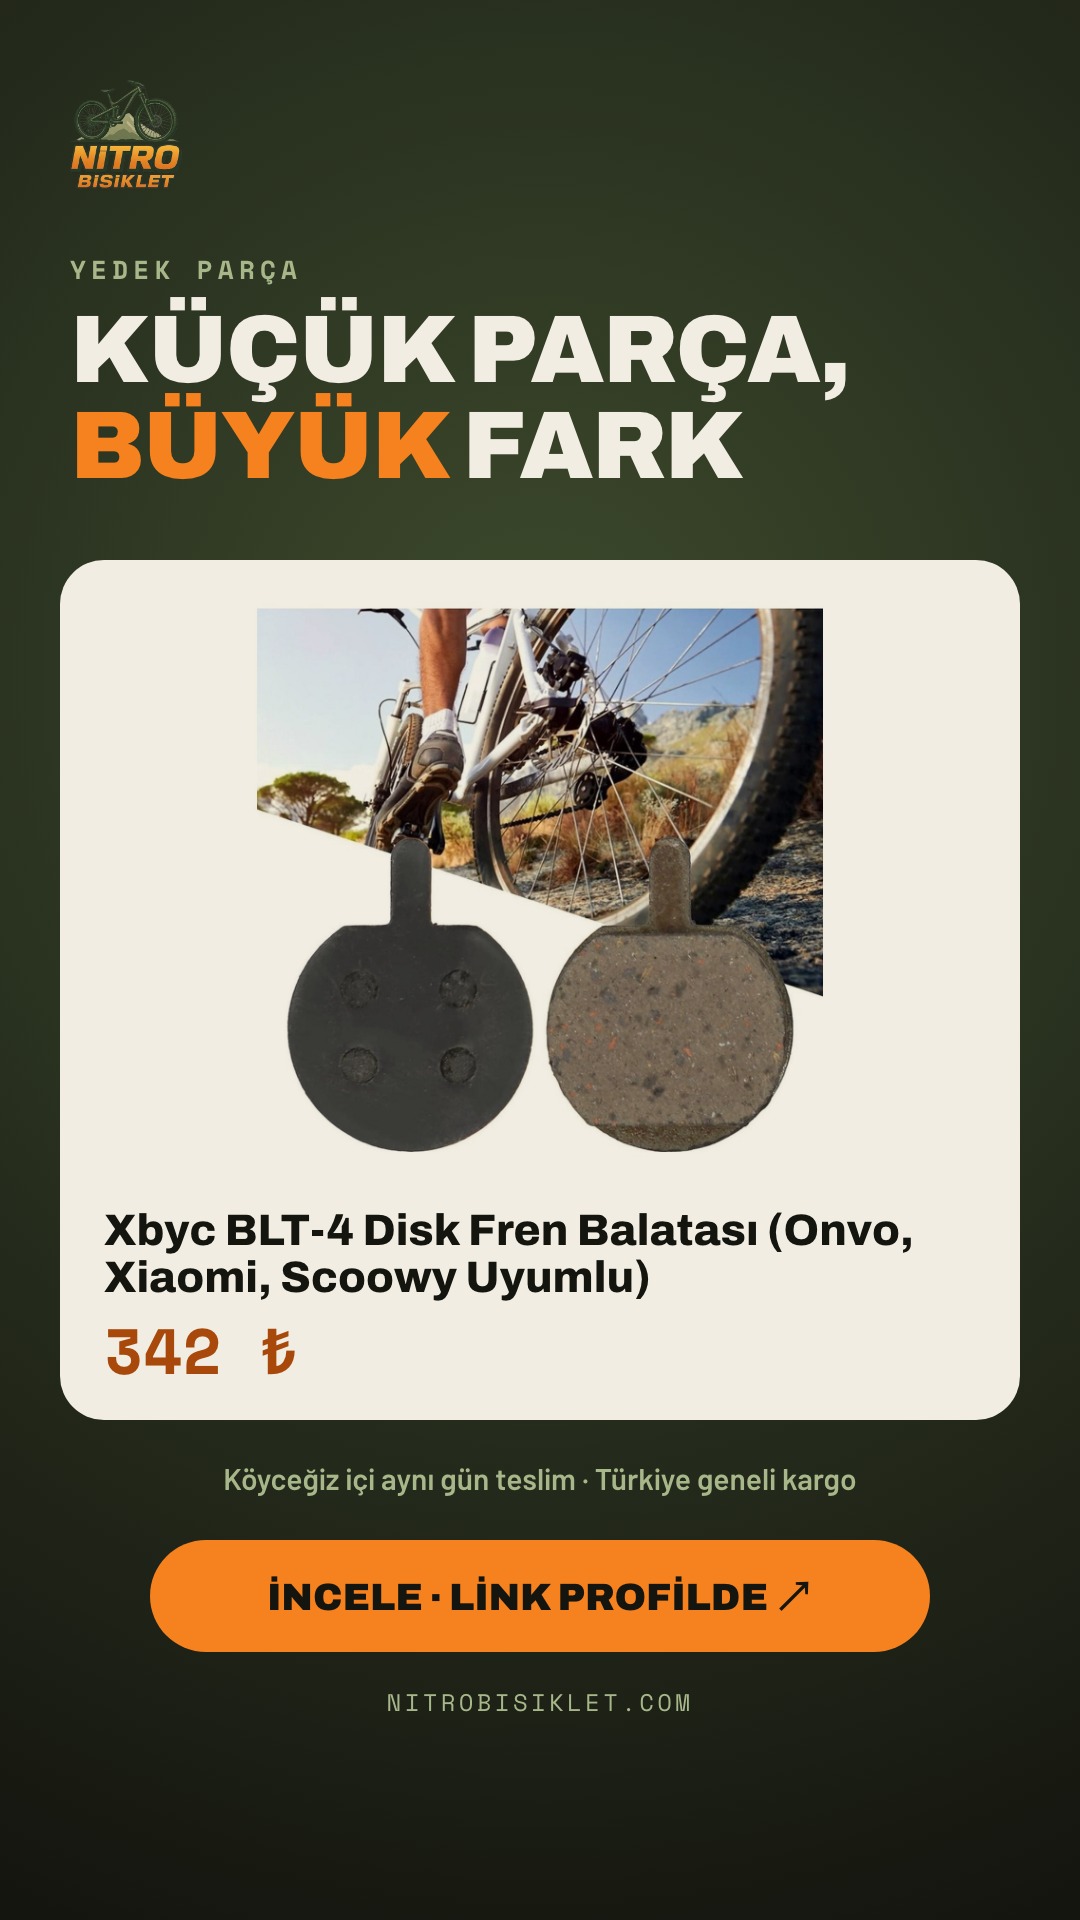 NiTRO
BiSiKLET
YEDEK PARÇA
KÜÇÜK PARÇA,
BÜYÜK FARK
Xbyc BLT-4 Disk Fren Balatası (Onvo,
Xiaomi, Scoowy Uyumlu)
342 ₺
Köyceğiz içi aynı gün teslim · Türkiye geneli kargo
İNCELE · LİNK PROFİLDE ↗
NITROBISIKLET.COM